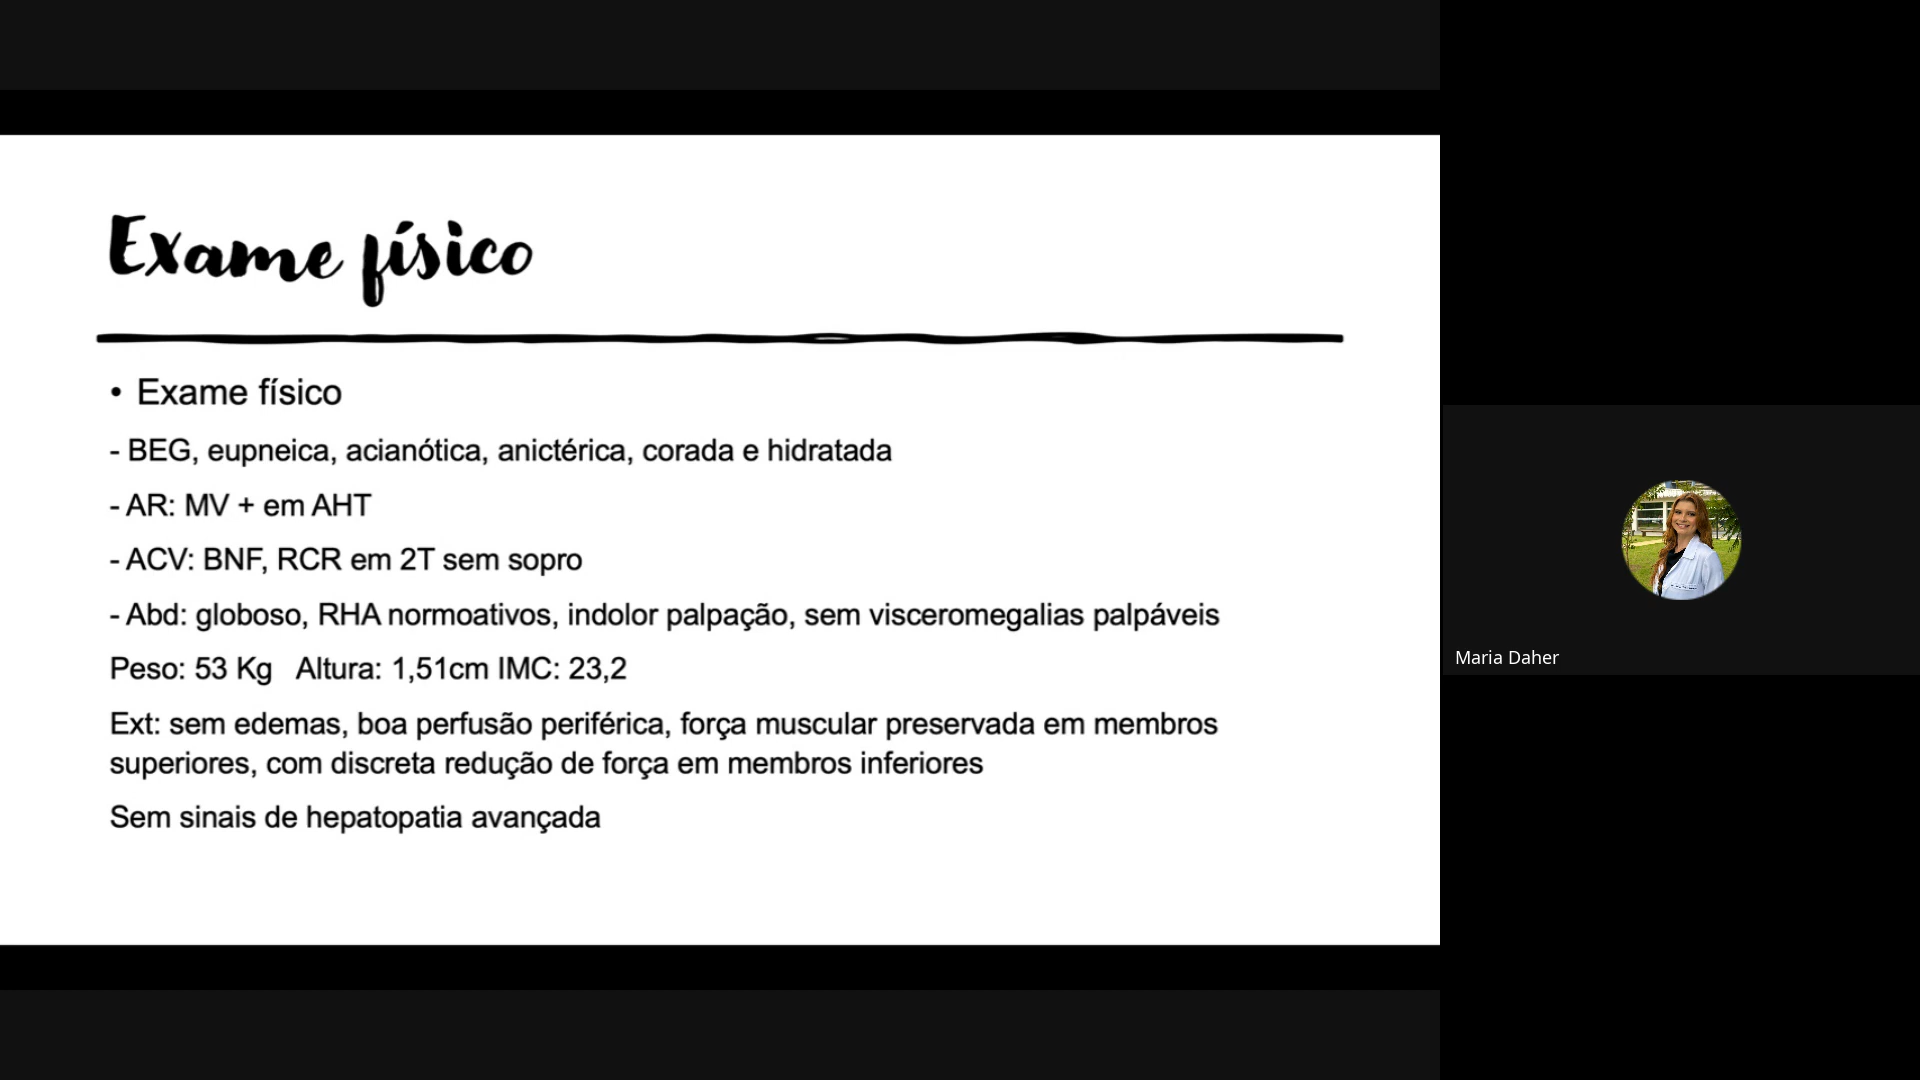 Exame físico
• Exame físico
- BEG, eupneica, acianótica, anictérica, corada e hidratada
- AR: MV + em AHT
- ACV: BNF, RCR em 2T sem sopro
- Abd: globoso, RHA normoativos, indolor palpação, sem visceromegalias palpáveis
Peso: 53 Kg   Altura: 1,51cm IMC: 23,2
Ext: sem edemas, boa perfusão periférica, força muscular preservada em membros
superiores, com discreta redução de força em membros inferiores
Sem sinais de hepatopatia avançada
Maria Daher